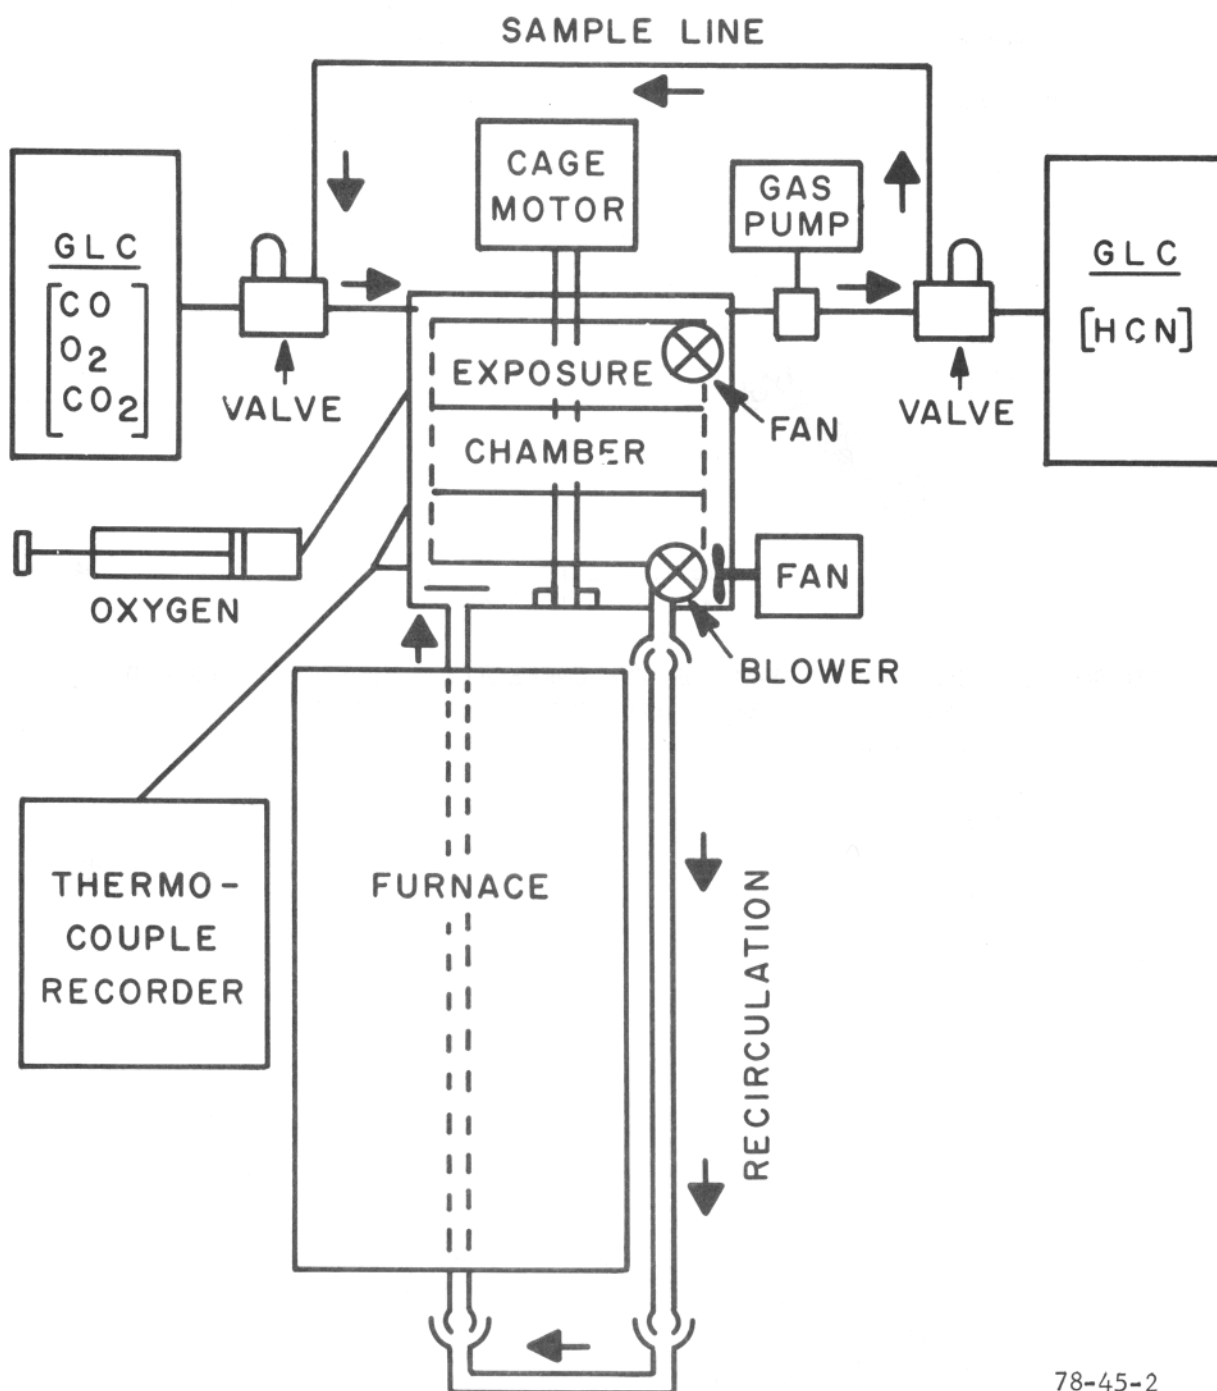 SAMPLE LINE
CAGE
MOTOR
GAS
PUMP
GLC
CO
O2
CO2
GLC
[HCN]
VALVE
EXPOSURE
CHAMBER
FAN
VALVE
OXYGEN
FAN
BLOWER
THERMO-
COUPLE
RECORDER
FURNACE
RECIRCULATION
78-45-2